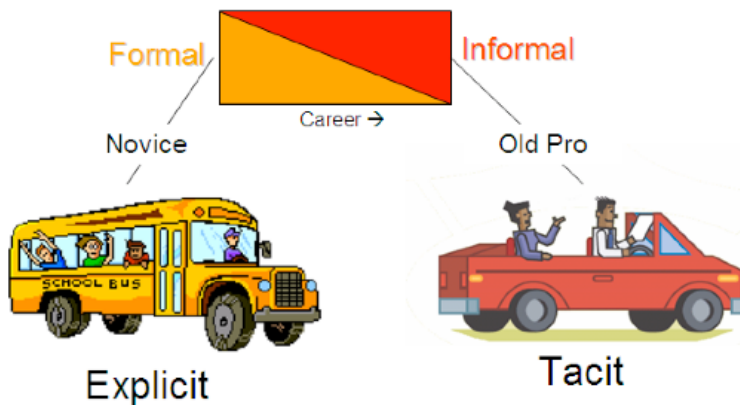 Formal
Informal
Career →
Novice
Old Pro
SCHOOL BUS
Explicit
Tacit